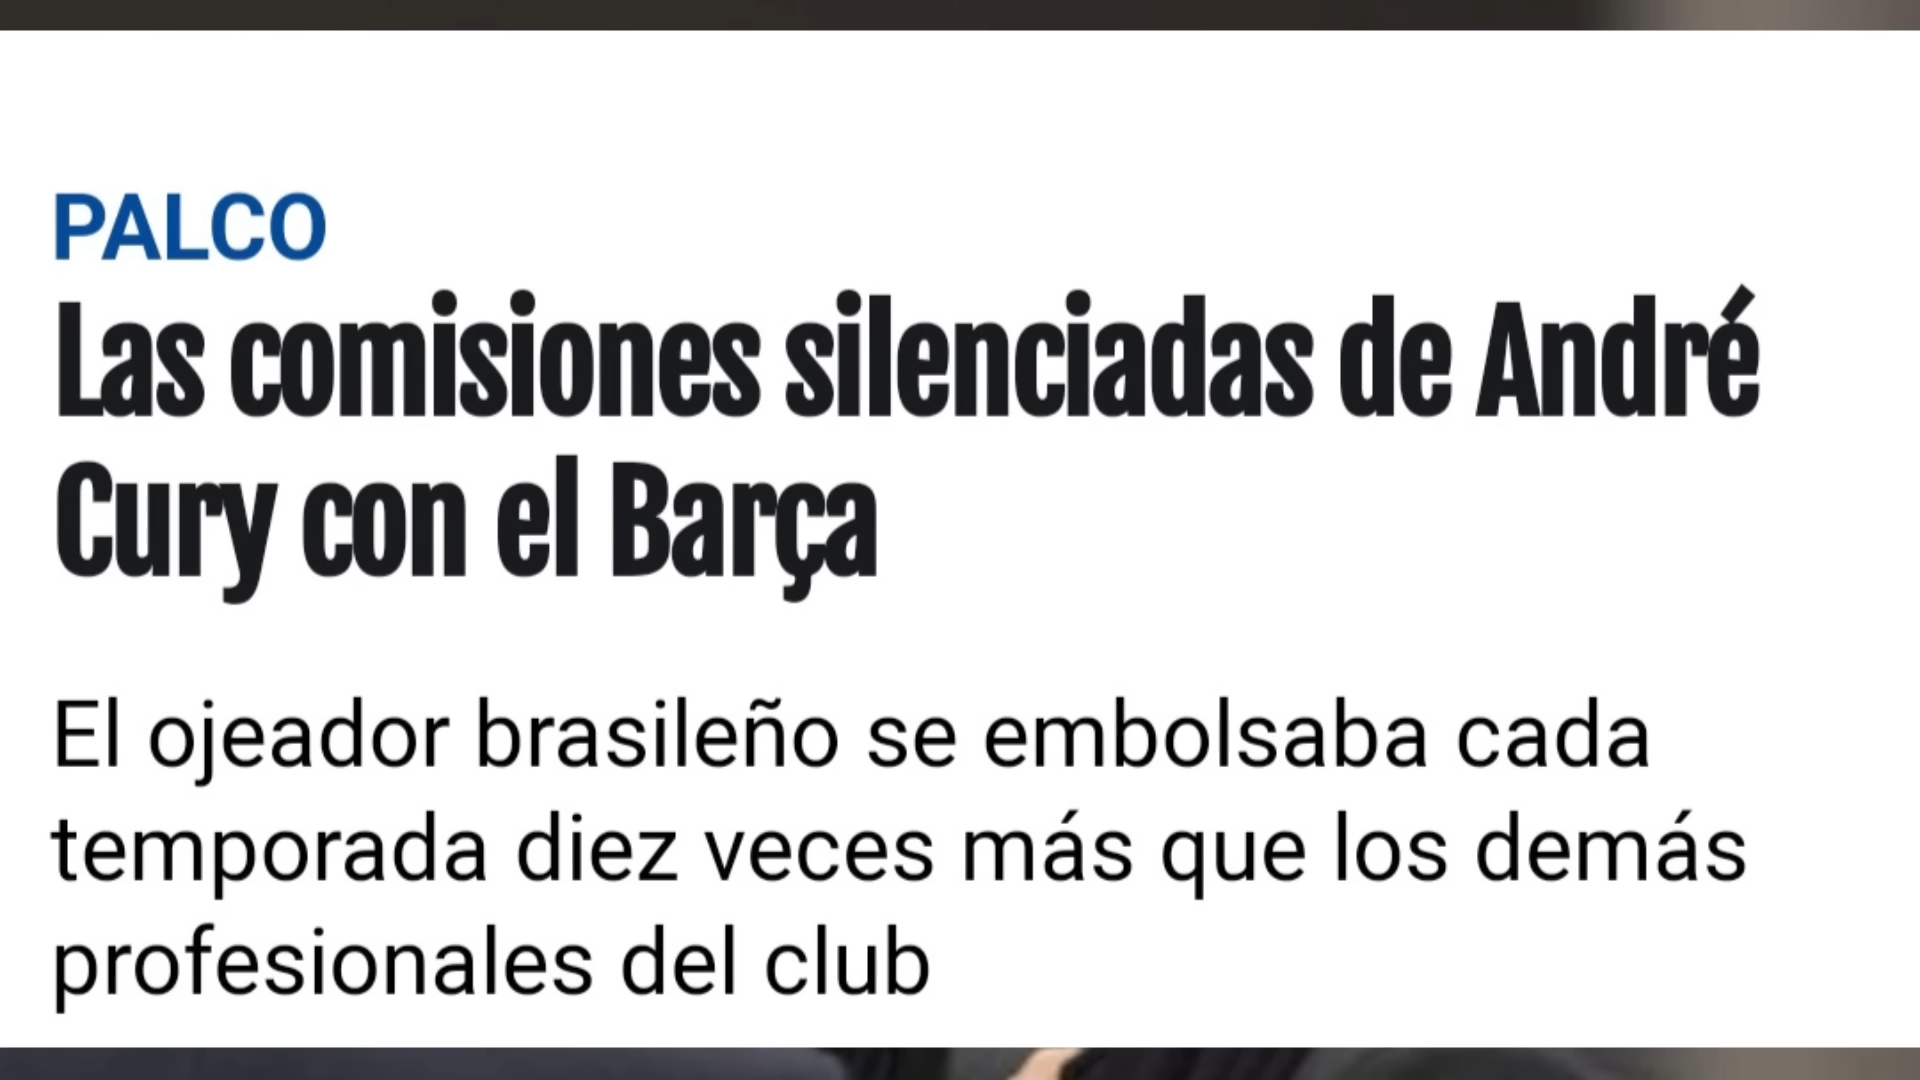 PALCO
Las comisiones silenciadas de André
Cury con el Barça
El ojeador brasileño se embolsaba cada
temporada diez veces más que los demás
profesionales del club